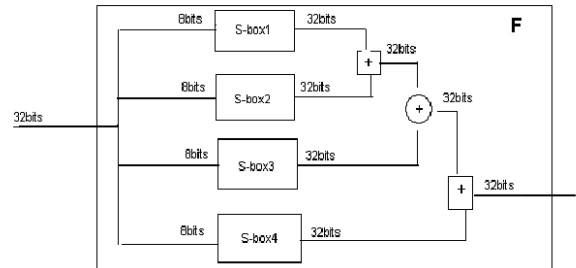 8bits S-box1 32bits F
+ 32bits
8bits S-box2 32bits
+ 32bits
32bits
8bits S-box3 32bits
+ 32bits
8bits S-box4 32bits